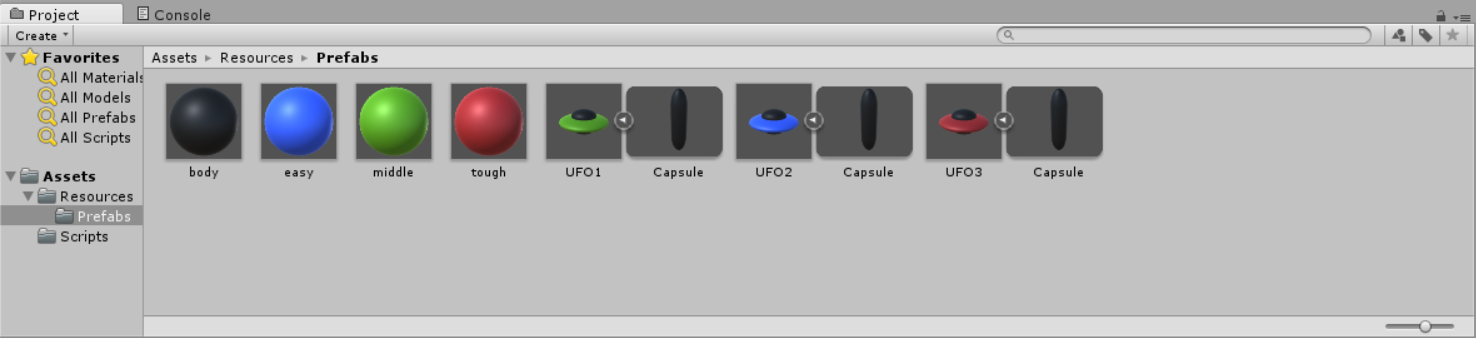 Project
Console
Create
Favorites
All Materials
All Models
All Prefabs
All Scripts
Assets
Resources
Prefabs
Scripts
Assets Resources Prefabs
body easy middle tough UFO1 Capsule UFO2 Capsule UFO3 Capsule